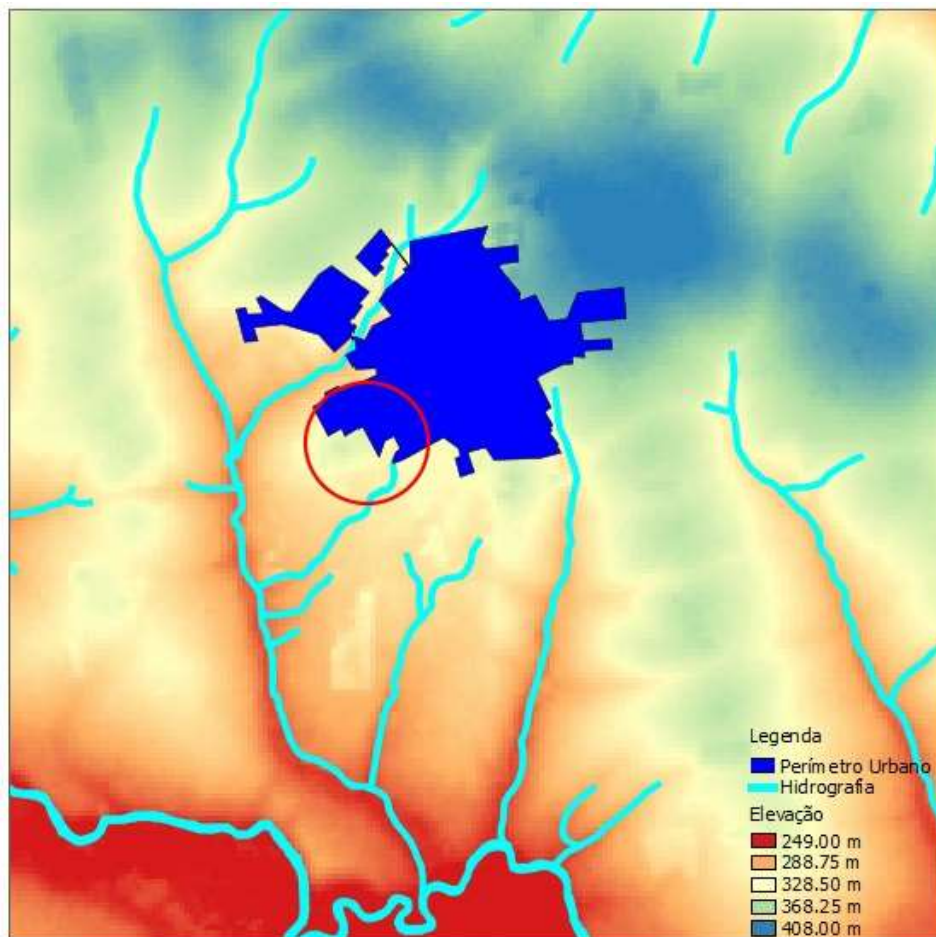 Legenda
Perímetro Urbano
Hidrografia
Elevação
249.00 m
288.75 m
328.50 m
368.25 m
408.00 m